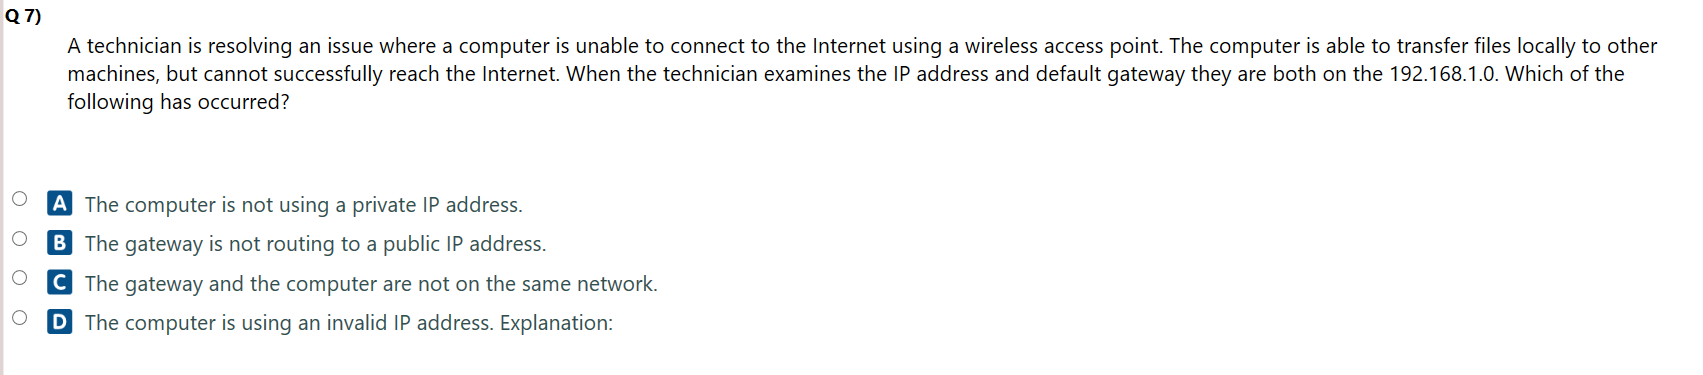 Q 7)
A technician is resolving an issue where a computer is unable to connect to the Internet using a wireless access point. The computer is able to transfer files locally to other
machines, but cannot successfully reach the Internet. When the technician examines the IP address and default gateway they are both on the 192.168.1.0. Which of the
following has occurred?
A The computer is not using a private IP address.
B The gateway is not routing to a public IP address.
C The gateway and the computer are not on the same network.
D The computer is using an invalid IP address. Explanation: